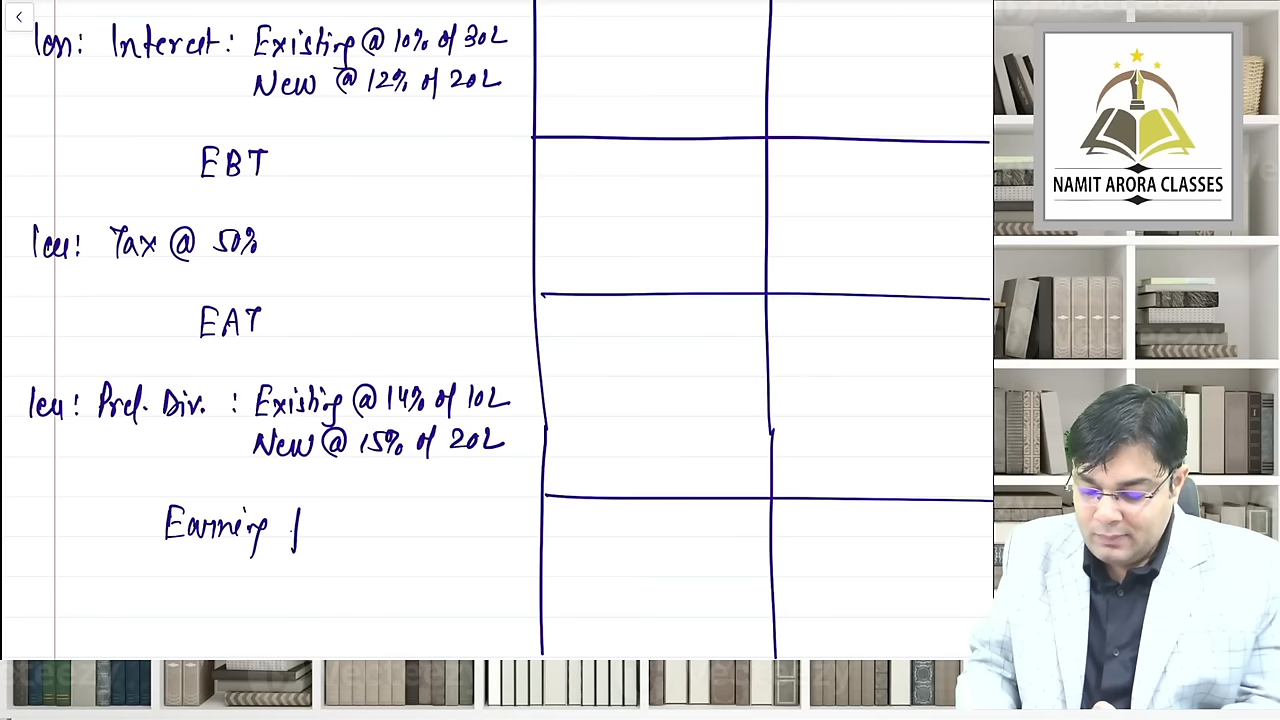 Less: Interest: Existing @ 10% of 30L
New @ 12% of 20L
EBT
Less: Tax @ 50%
EAT
Less: Pref. Div. : Existing @ 14% of 10L
New @ 15% of 20L
Earning f
NAMIT ARORA CLASSES